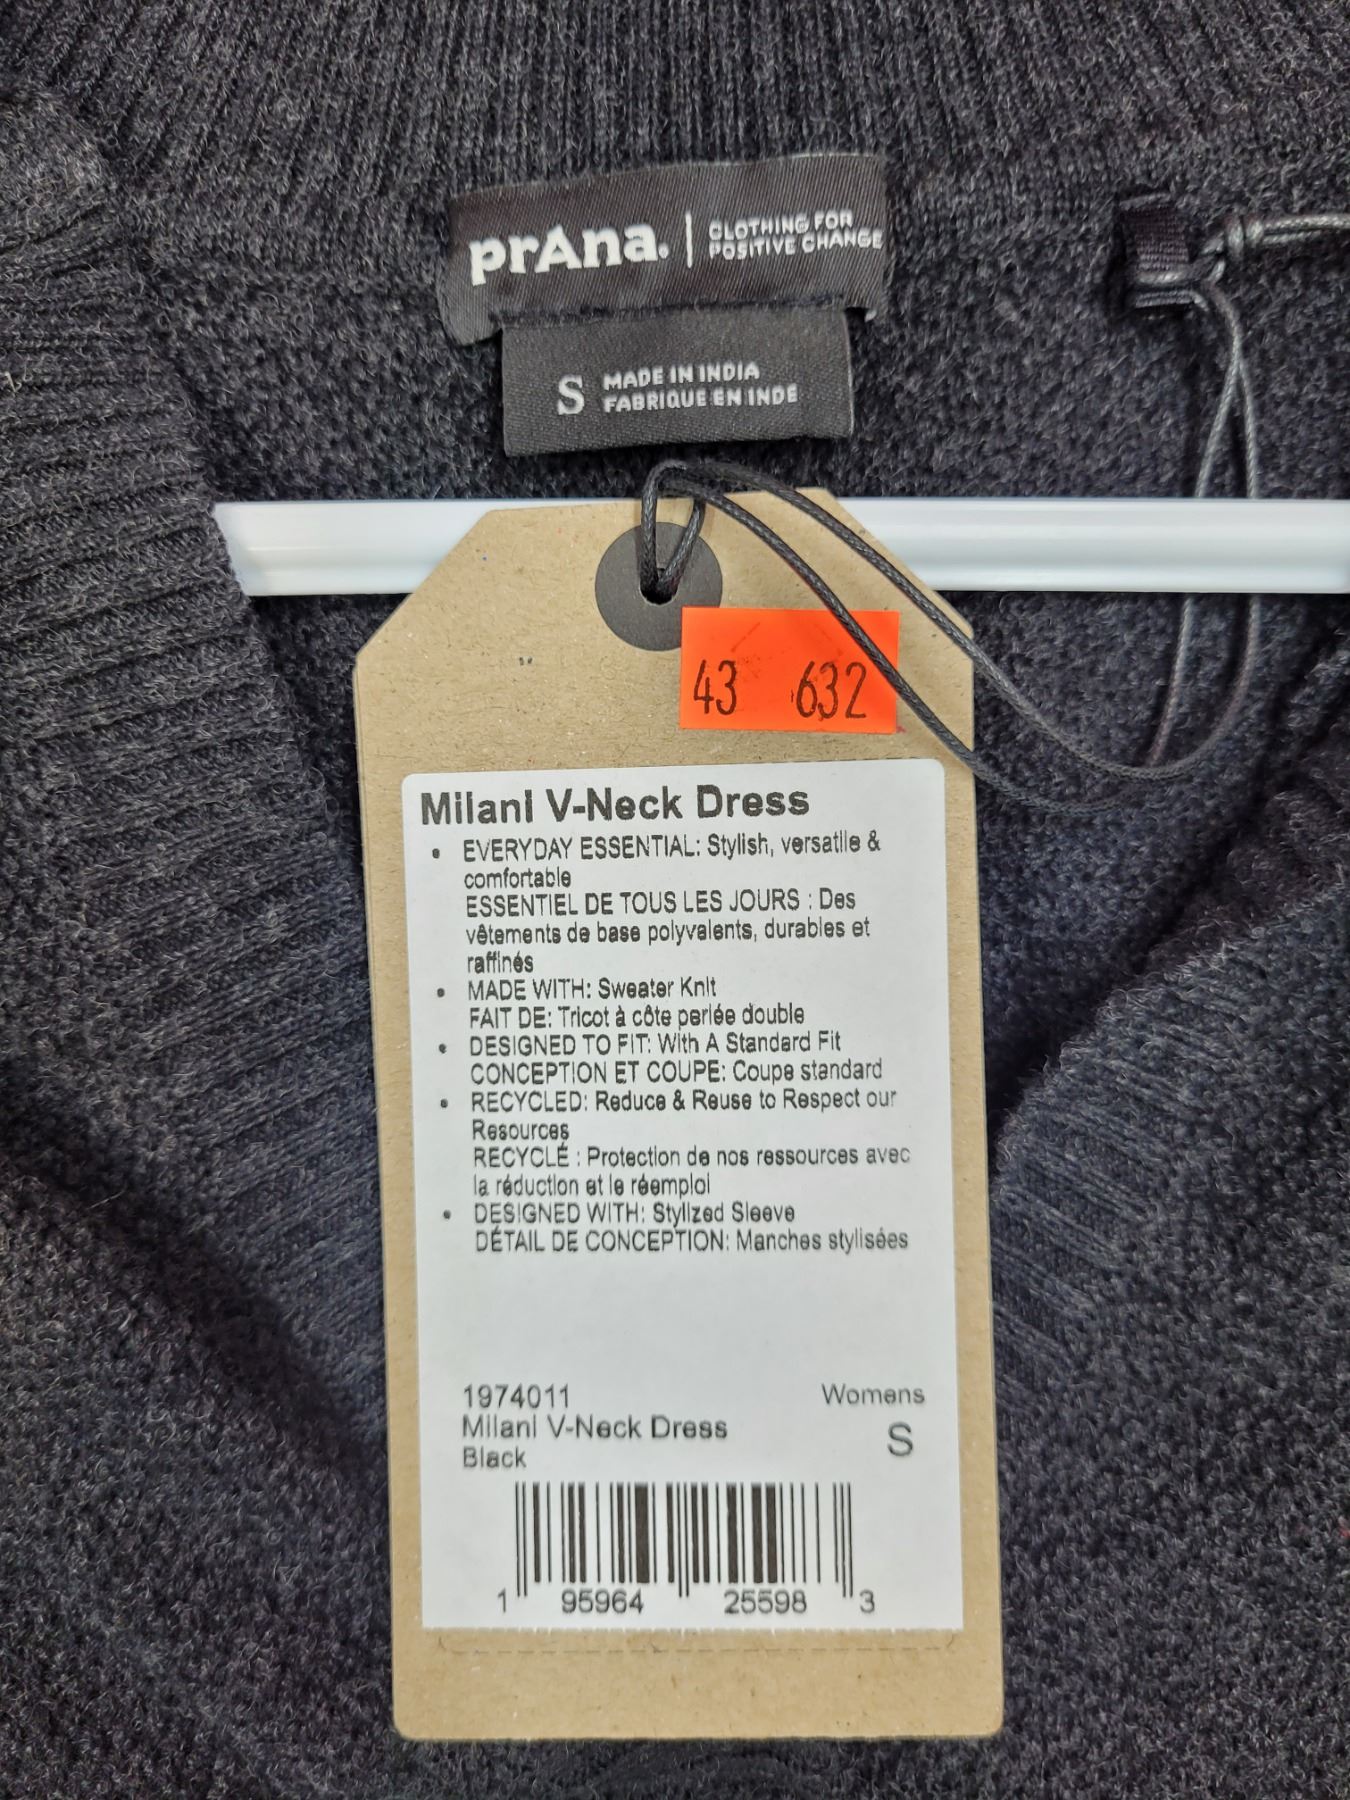 prAna. | CLOTHING FOR
POSITIVE CHANGE
S MADE IN INDIA
FABRIQUE EN INDE
43 632
Milani V-Neck Dress
• EVERYDAY ESSENTIAL: Stylish, versatile &
comfortable
ESSENTIEL DE TOUS LES JOURS : Des
vêtements de base polyvalents, durables et
raffinés
• MADE WITH: Sweater Knit
FAIT DE: Tricot à côte perlée double
• DESIGNED TO FIT: With A Standard Fit
CONCEPTION ET COUPE: Coupe standard
• RECYCLED: Reduce & Reuse to Respect our
Resources
RECYCLÉ : Protection de nos ressources avec
la réduction et le réemploi
• DESIGNED WITH: Stylized Sleeve
DÉTAIL DE CONCEPTION: Manches stylisées
1974011 Womens
Milani V-Neck Dress S
Black
1 95964 25598 3